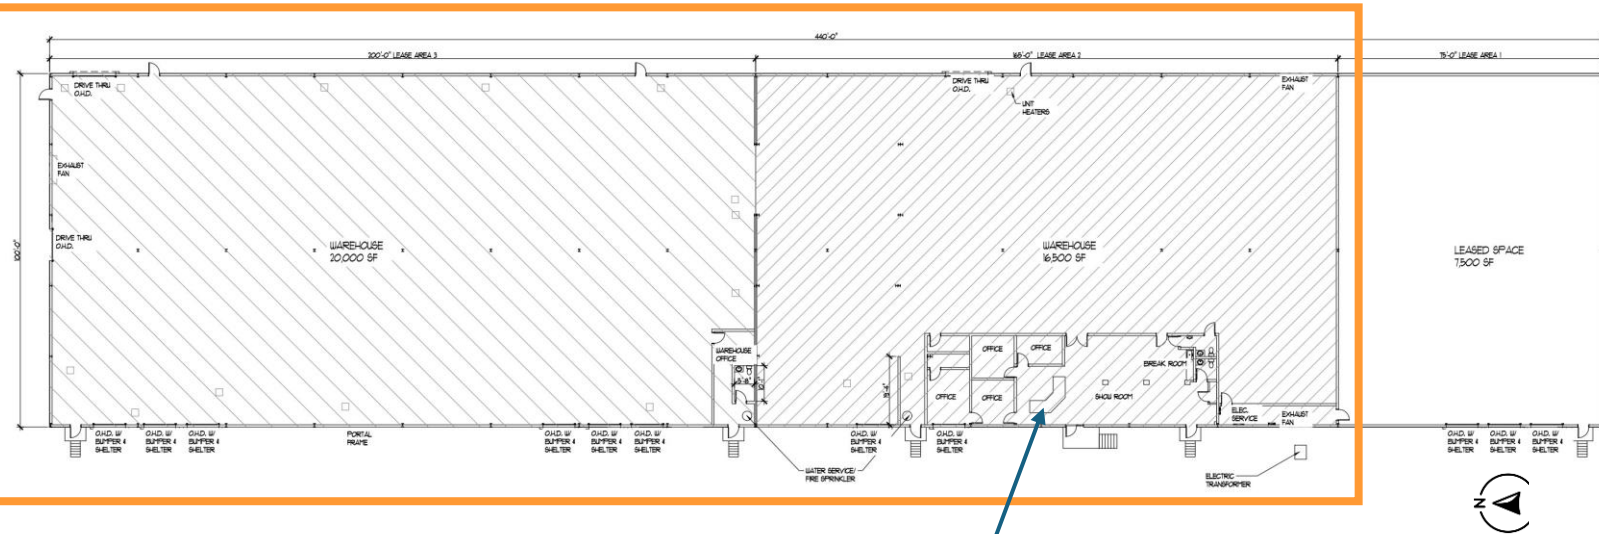 440'-0"
200'-0" LEASE AREA 3
165'-0" LEASE AREA 2
75'-0" LEASE AREA 1
DRIVE THRU
O.H.D.
DRIVE THRU
O.H.D.
EXHAUST
FAN
UNIT
HEATERS
EXHAUST
FAN
DRIVE THRU
O.H.D.
100'-0"
WAREHOUSE
20,000 SF
WAREHOUSE
16,500 SF
LEASED SPACE
7,500 SF
WAREHOUSE
OFFICE
OFFICE
OFFICE
BREAK ROOM
OFFICE
OFFICE
SHOW ROOM
ELEC.
SERVICE
EXHAUST
FAN
O.H.D. W/
BUMPER &
SHELTER
O.H.D. W/
BUMPER &
SHELTER
O.H.D. W/
BUMPER &
SHELTER
PORTAL
FRAME
O.H.D. W/
BUMPER &
SHELTER
O.H.D. W/
BUMPER &
SHELTER
O.H.D. W/
BUMPER &
SHELTER
O.H.D. W/
BUMPER &
SHELTER
O.H.D. W/
BUMPER &
SHELTER
O.H.D. W/
BUMPER &
SHELTER
O.H.D. W/
BUMPER &
SHELTER
O.H.D. W/
BUMPER &
SHELTER
WATER SERVICE/
FIRE SPRINKLER
ELECTRIC
TRANSFORMER
N